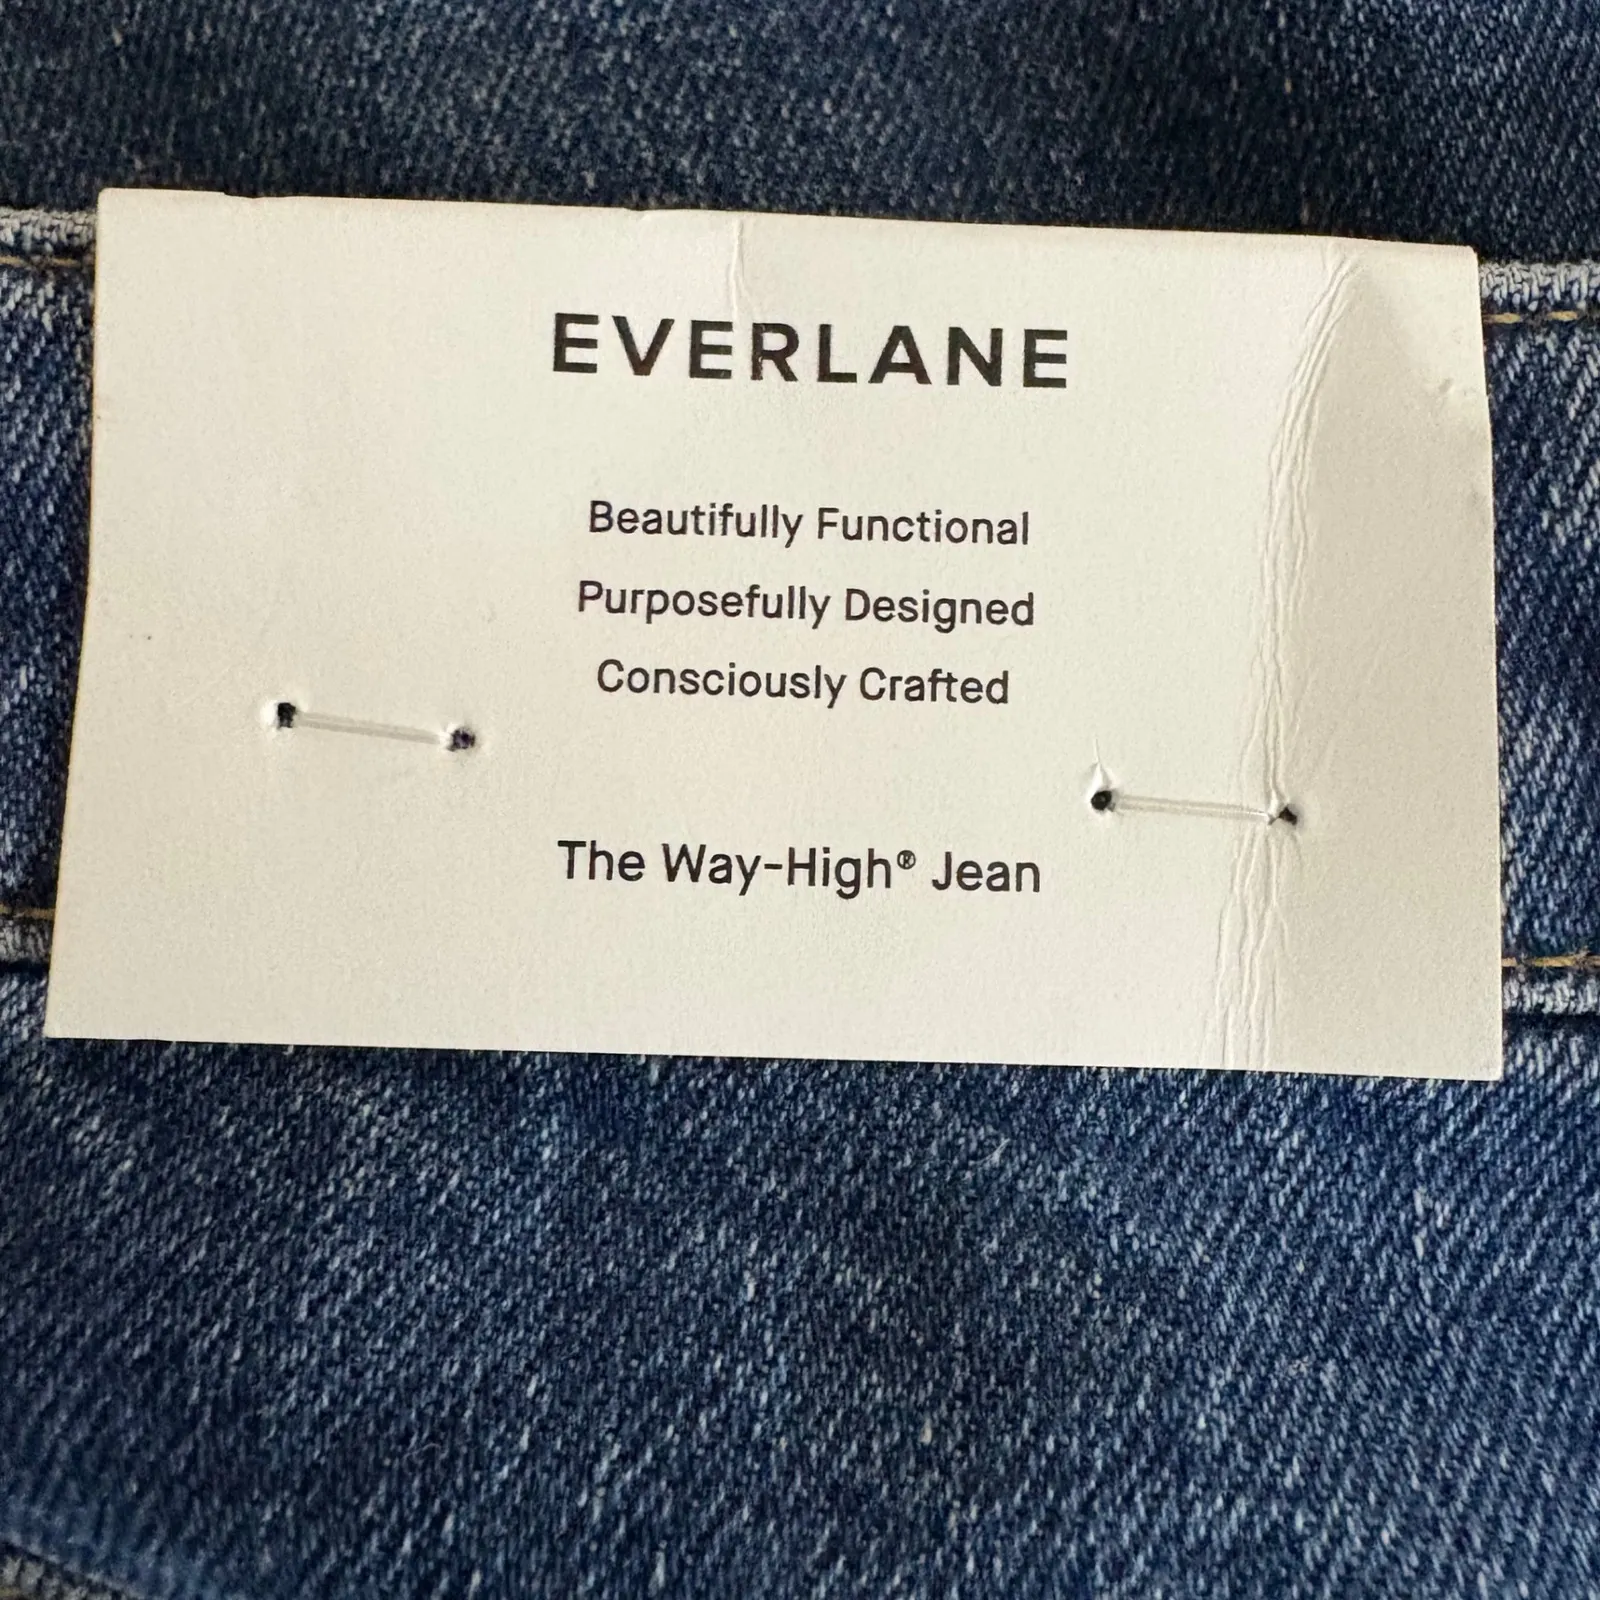 EVERLANE
Beautifully Functional
Purposefully Designed
Consciously Crafted
The Way-High® Jean